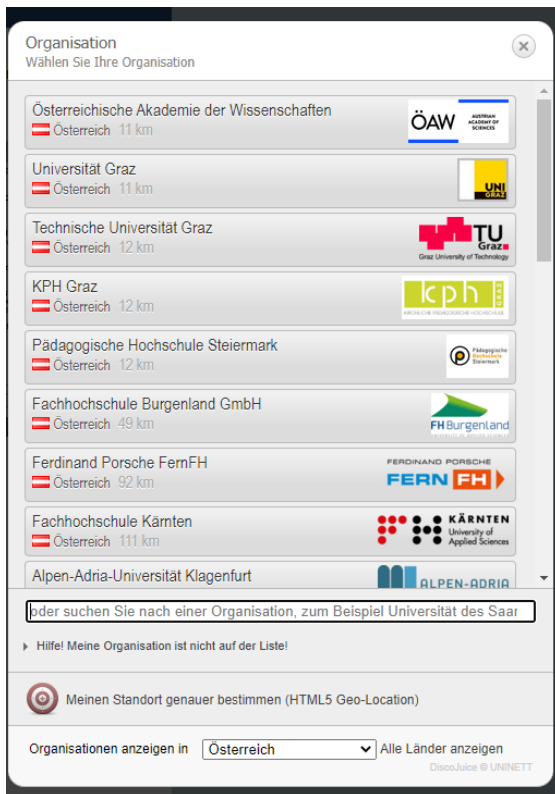 Organisation
Wählen Sie Ihre Organisation
Österreichische Akademie der Wissenschaften
Österreich 11 km
ÖAW AUSTRIAN ACADEMY OF SCIENCES
Universität Graz
Österreich 11 km
UNI GRAZ
Technische Universität Graz
Österreich 12 km
TU Graz
Graz University of Technology
KPH Graz
Österreich 12 km
kph GRAZ
KIRCHLICHE PÄDAGOGISCHE HOCHSCHULE
Pädagogische Hochschule Steiermark
Österreich 12 km
Pädagogische Hochschule Steiermark
Fachhochschule Burgenland GmbH
Österreich 49 km
FH Burgenland
Ferdinand Porsche FernFH
Österreich 92 km
FERDINAND PORSCHE
FERN FH
Fachhochschule Kärnten
Österreich 111 km
KÄRNTEN
University of
Applied Sciences
Alpen-Adria-Universität Klagenfurt
ALPEN-ADRIA
oder suchen Sie nach einer Organisation, zum Beispiel Universität des Saar
Hilfe! Meine Organisation ist nicht auf der Liste!
Meinen Standort genauer bestimmen (HTML5 Geo-Location)
Organisationen anzeigen in Österreich Alle Länder anzeigen
DiscoJuice © UNINETT